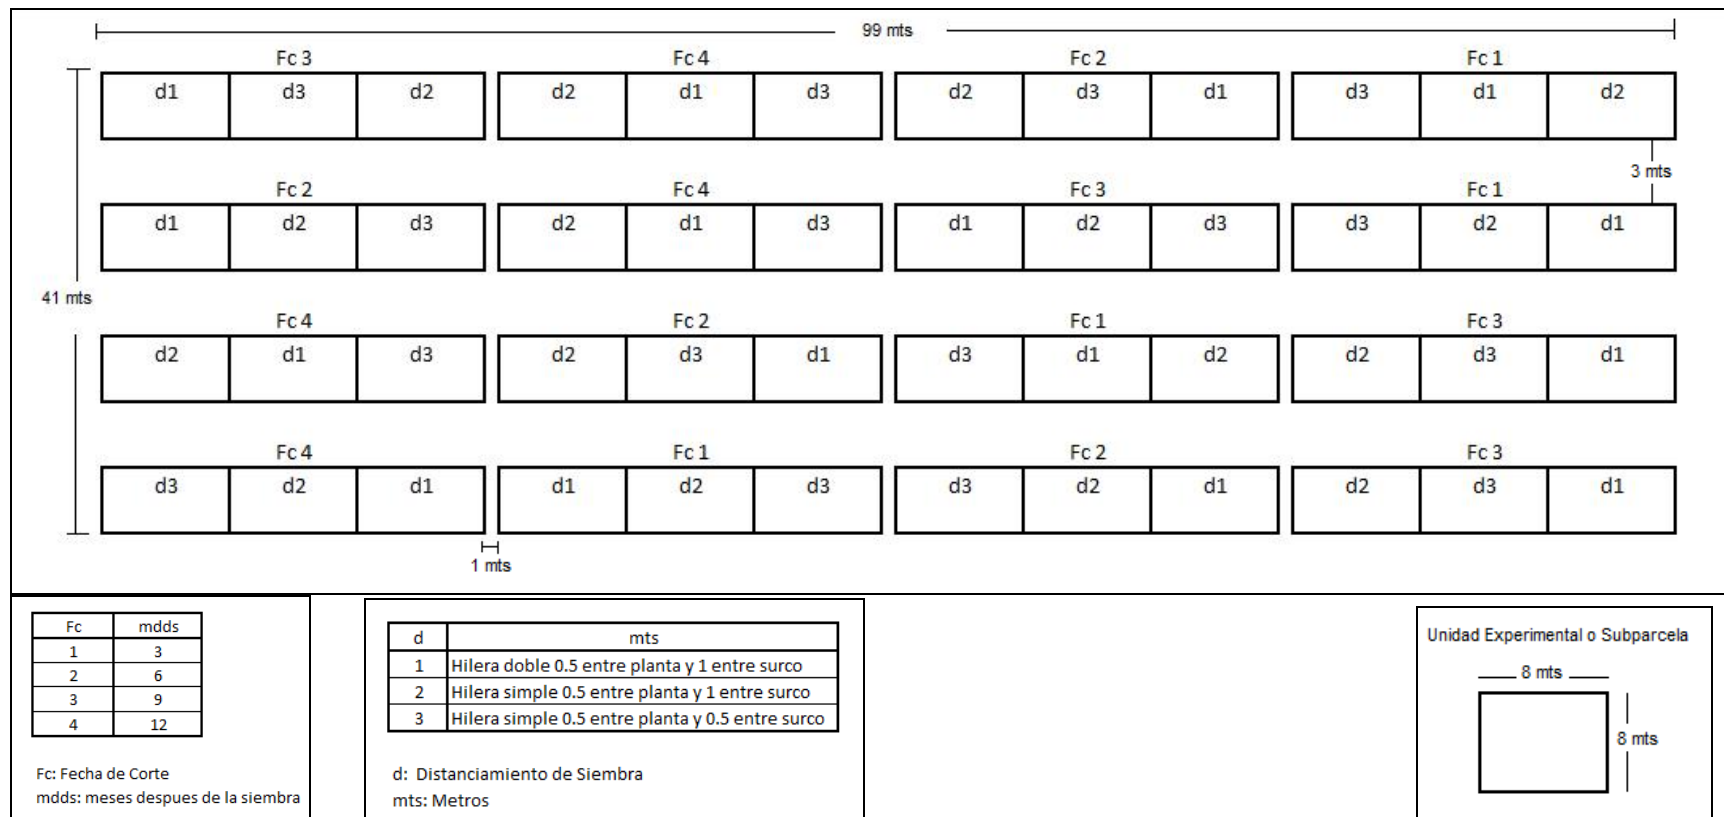 99 mts
Fc 3 Fc 4 Fc 2 Fc 1
d1 d3 d2 d2 d1 d3 d2 d3 d1 d3 d1 d2
3 mts
Fc 2 Fc 4 Fc 3 Fc 1
d1 d2 d3 d2 d1 d3 d1 d2 d3 d3 d2 d1
41 mts
Fc 4 Fc 2 Fc 1 Fc 3
d2 d1 d3 d2 d3 d1 d3 d1 d2 d2 d3 d1
Fc 4 Fc 1 Fc 2 Fc 3
d3 d2 d1 d1 d2 d3 d3 d2 d1 d2 d3 d1
1 mts
Fc mdds
1 3
2 6
3 9
4 12
Fc: Fecha de Corte
mdds: meses despues de la siembra
d mts
1 Hilera doble 0.5 entre planta y 1 entre surco
2 Hilera simple 0.5 entre planta y 1 entre surco
3 Hilera simple 0.5 entre planta y 0.5 entre surco
d: Distanciamiento de Siembra
mts: Metros
Unidad Experimental o Subparcela
8 mts
8 mts